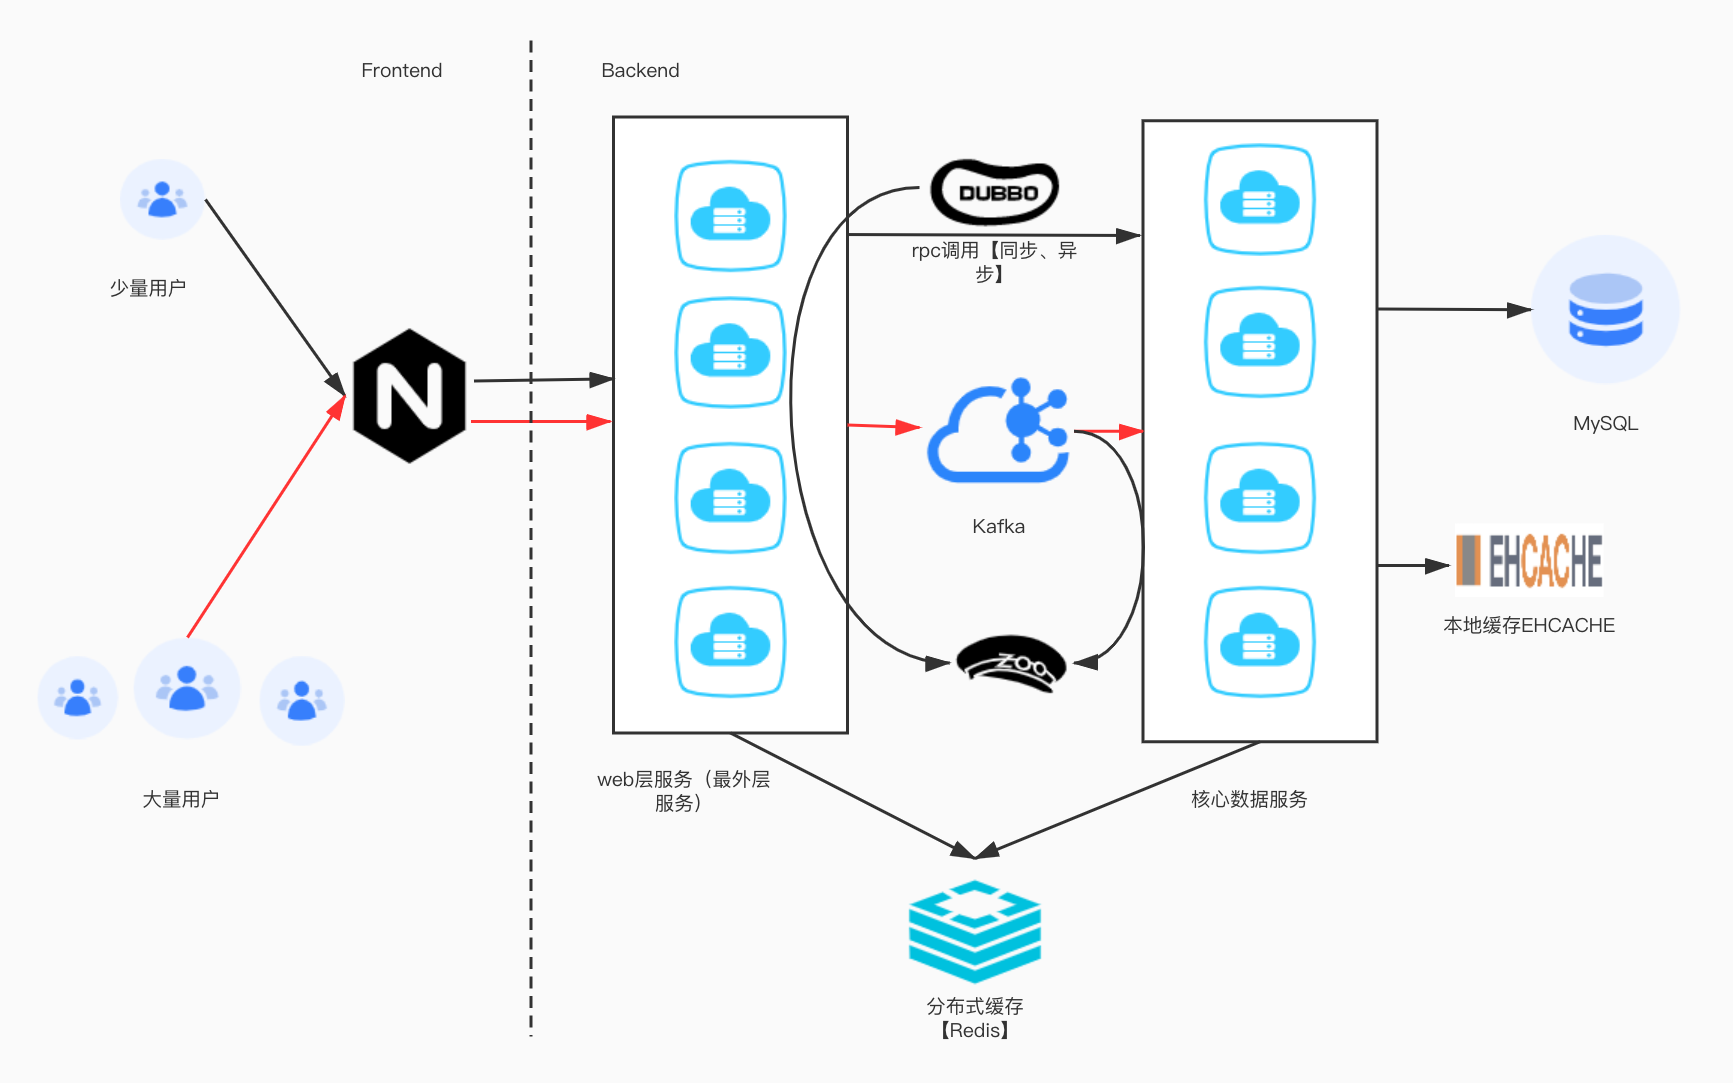 Frontend
Backend
少量用户
N
DUBBO
rpc调用【同步、异
步】
MySQL
Kafka
EHCACHE
本地缓存EHCACHE
ZOO
大量用户
web层服务（最外层
服务）
核心数据服务
分布式缓存
【Redis】